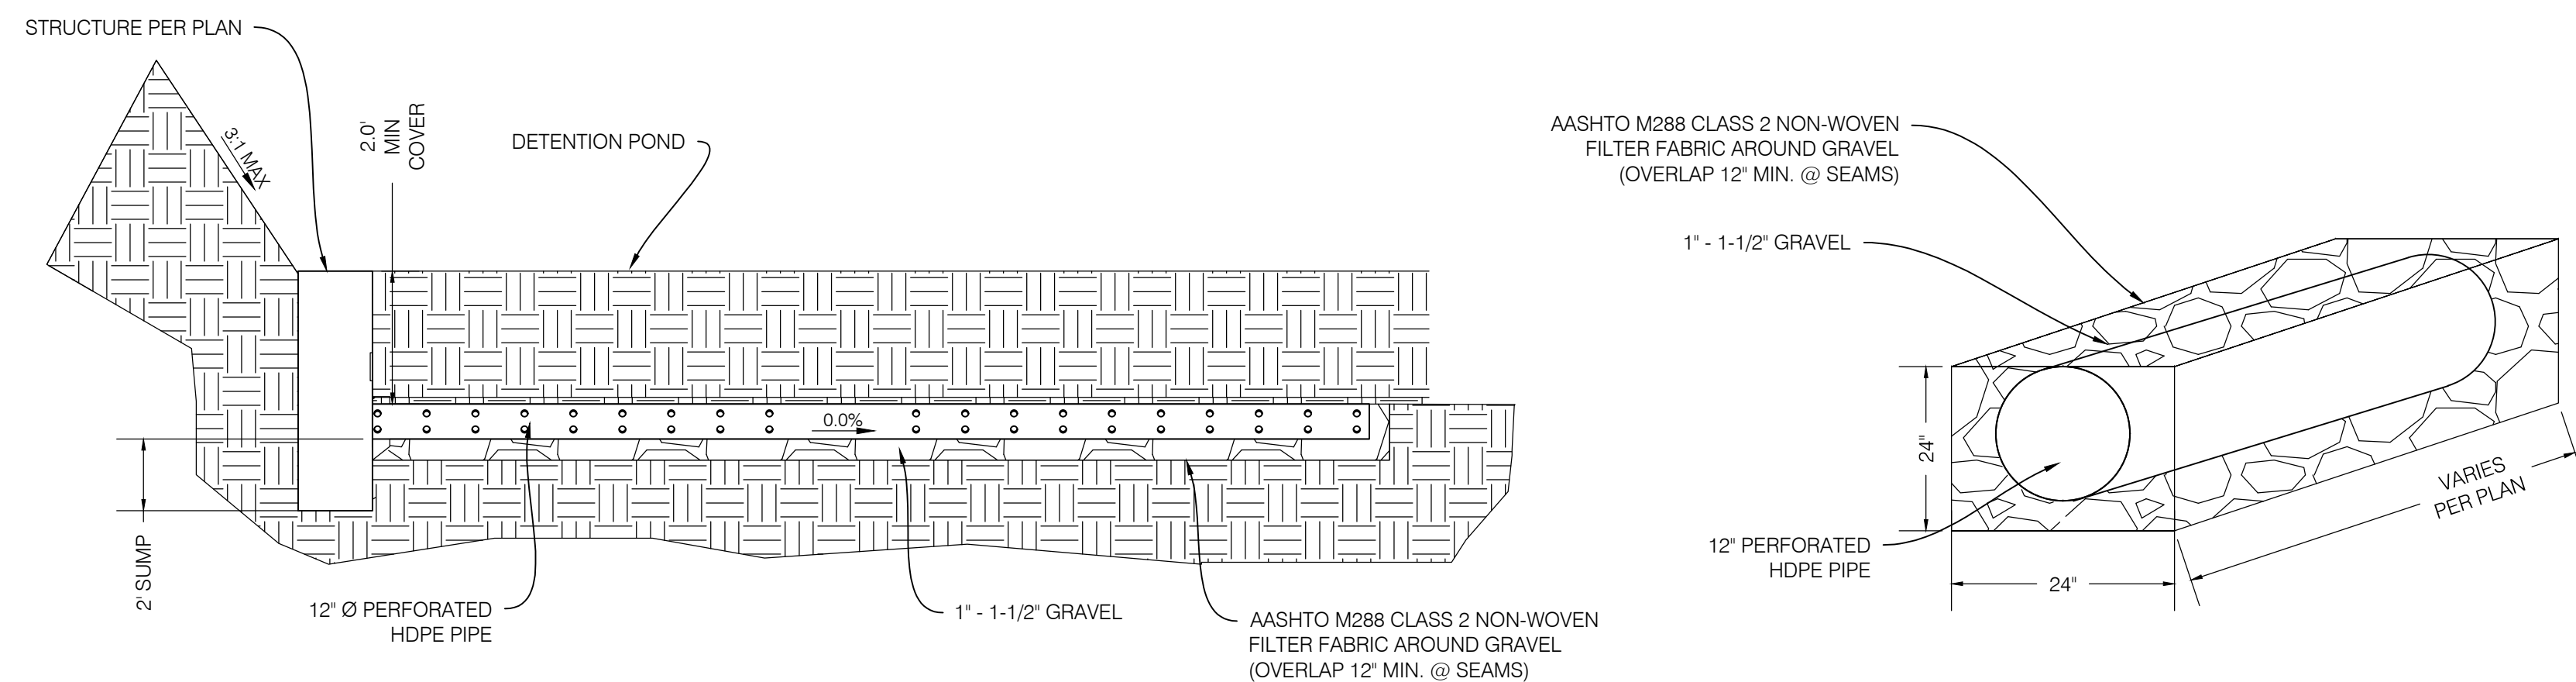 STRUCTURE PER PLAN
3:1 MAX
2.0'
MIN
COVER
DETENTION POND
0.0%
2' SUMP
12" Ø PERFORATED
HDPE PIPE
1" - 1-1/2" GRAVEL
AASHTO M288 CLASS 2 NON-WOVEN
FILTER FABRIC AROUND GRAVEL
(OVERLAP 12" MIN. @ SEAMS)
AASHTO M288 CLASS 2 NON-WOVEN
FILTER FABRIC AROUND GRAVEL
(OVERLAP 12" MIN. @ SEAMS)
1" - 1-1/2" GRAVEL
24"
12" PERFORATED
HDPE PIPE
24"
VARIES
PER PLAN